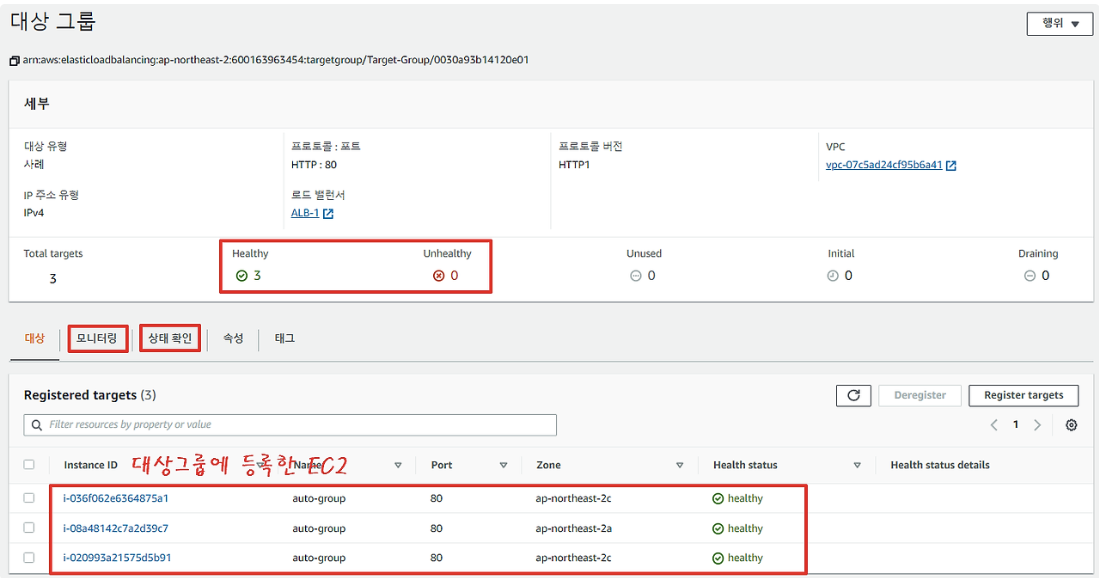 대상 그룹
행위 ▼
arn:aws:elasticloadbalancing:ap-northeast-2:600163963454:targetgroup/Target-Group/0030a93b14120e01
세부
대상 유형
사례
프로토콜 : 포트
HTTP : 80
프로토콜 버전
HTTP1
VPC
vpc-07c5ad24cf95b6a41
IP 주소 유형
IPv4
로드 밸런서
ALB-1
Total targets
3
Healthy
3
Unhealthy
0
Unused
0
Initial
0
Draining
0
대상 모니터링 상태 확인 속성 태그
Registered targets (3)
Deregister Register targets
Filter resources by property or value
1
Instance ID Name Port Zone Health status Health status details
대상그룹에 등록한 EC2
i-036f062e6364875a1 auto-group 80 ap-northeast-2c healthy
i-08a48142c7a2d39c7 auto-group 80 ap-northeast-2a healthy
i-020993a21575d5b91 auto-group 80 ap-northeast-2c healthy